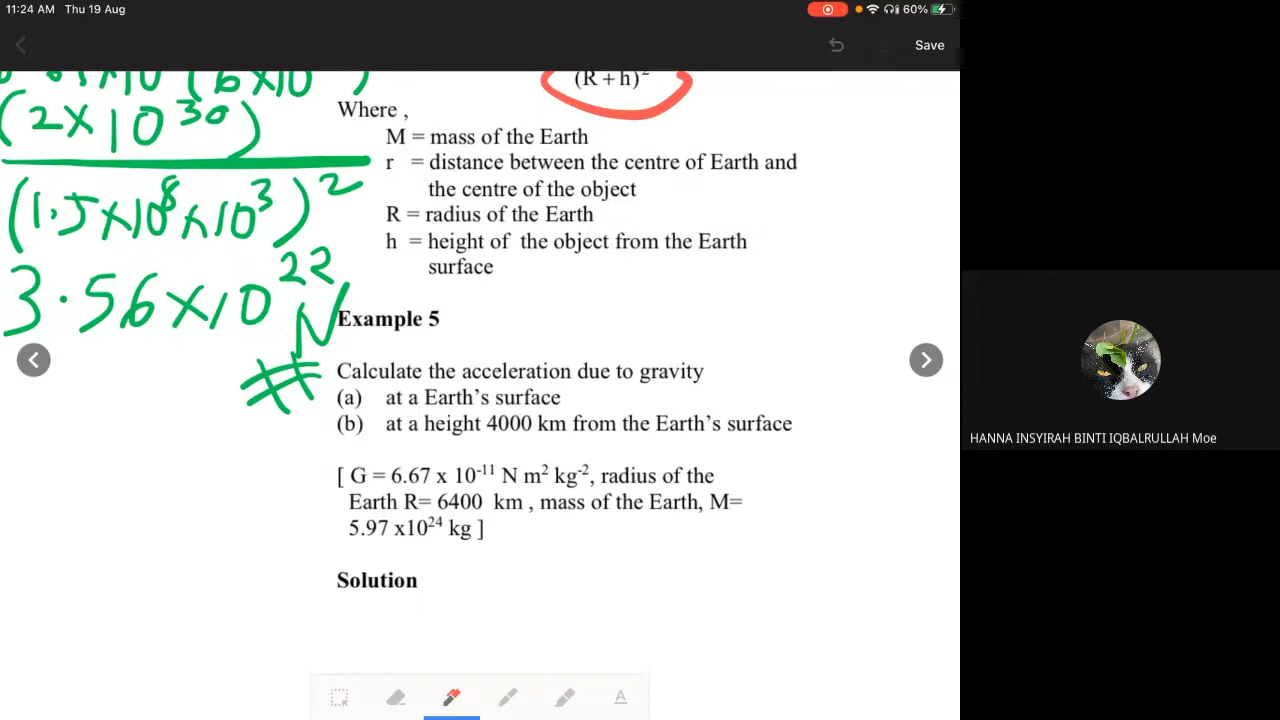 11:24 AM Thu 19 Aug
60%
Save
(2×10³⁰)
(1.5×10⁸×10³)²
3.56×10²² N
#
(R + h)²
Where ,
M = mass of the Earth
r = distance between the centre of Earth and
the centre of the object
R = radius of the Earth
h = height of the object from the Earth
surface
Example 5
Calculate the acceleration due to gravity
(a) at a Earth's surface
(b) at a height 4000 km from the Earth's surface
[ G = 6.67 x 10⁻¹¹ N m² kg⁻², radius of the
Earth R= 6400 km , mass of the Earth, M=
5.97 x10²⁴ kg ]
Solution
A
HANNA INSYIRAH BINTI IQBALRULLAH Moe